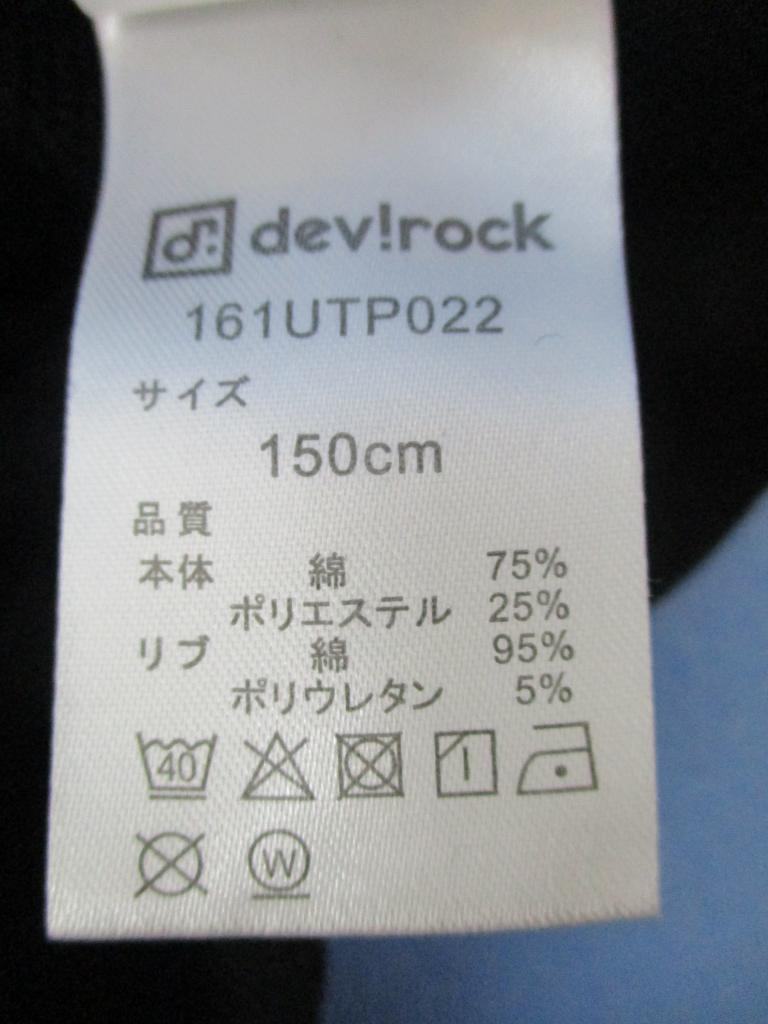 dev!rock
161UTP022
サイズ
150cm
品質
本体 綿 75%
ポリエステル 25%
リブ 綿 95%
ポリウレタン 5%
40
W